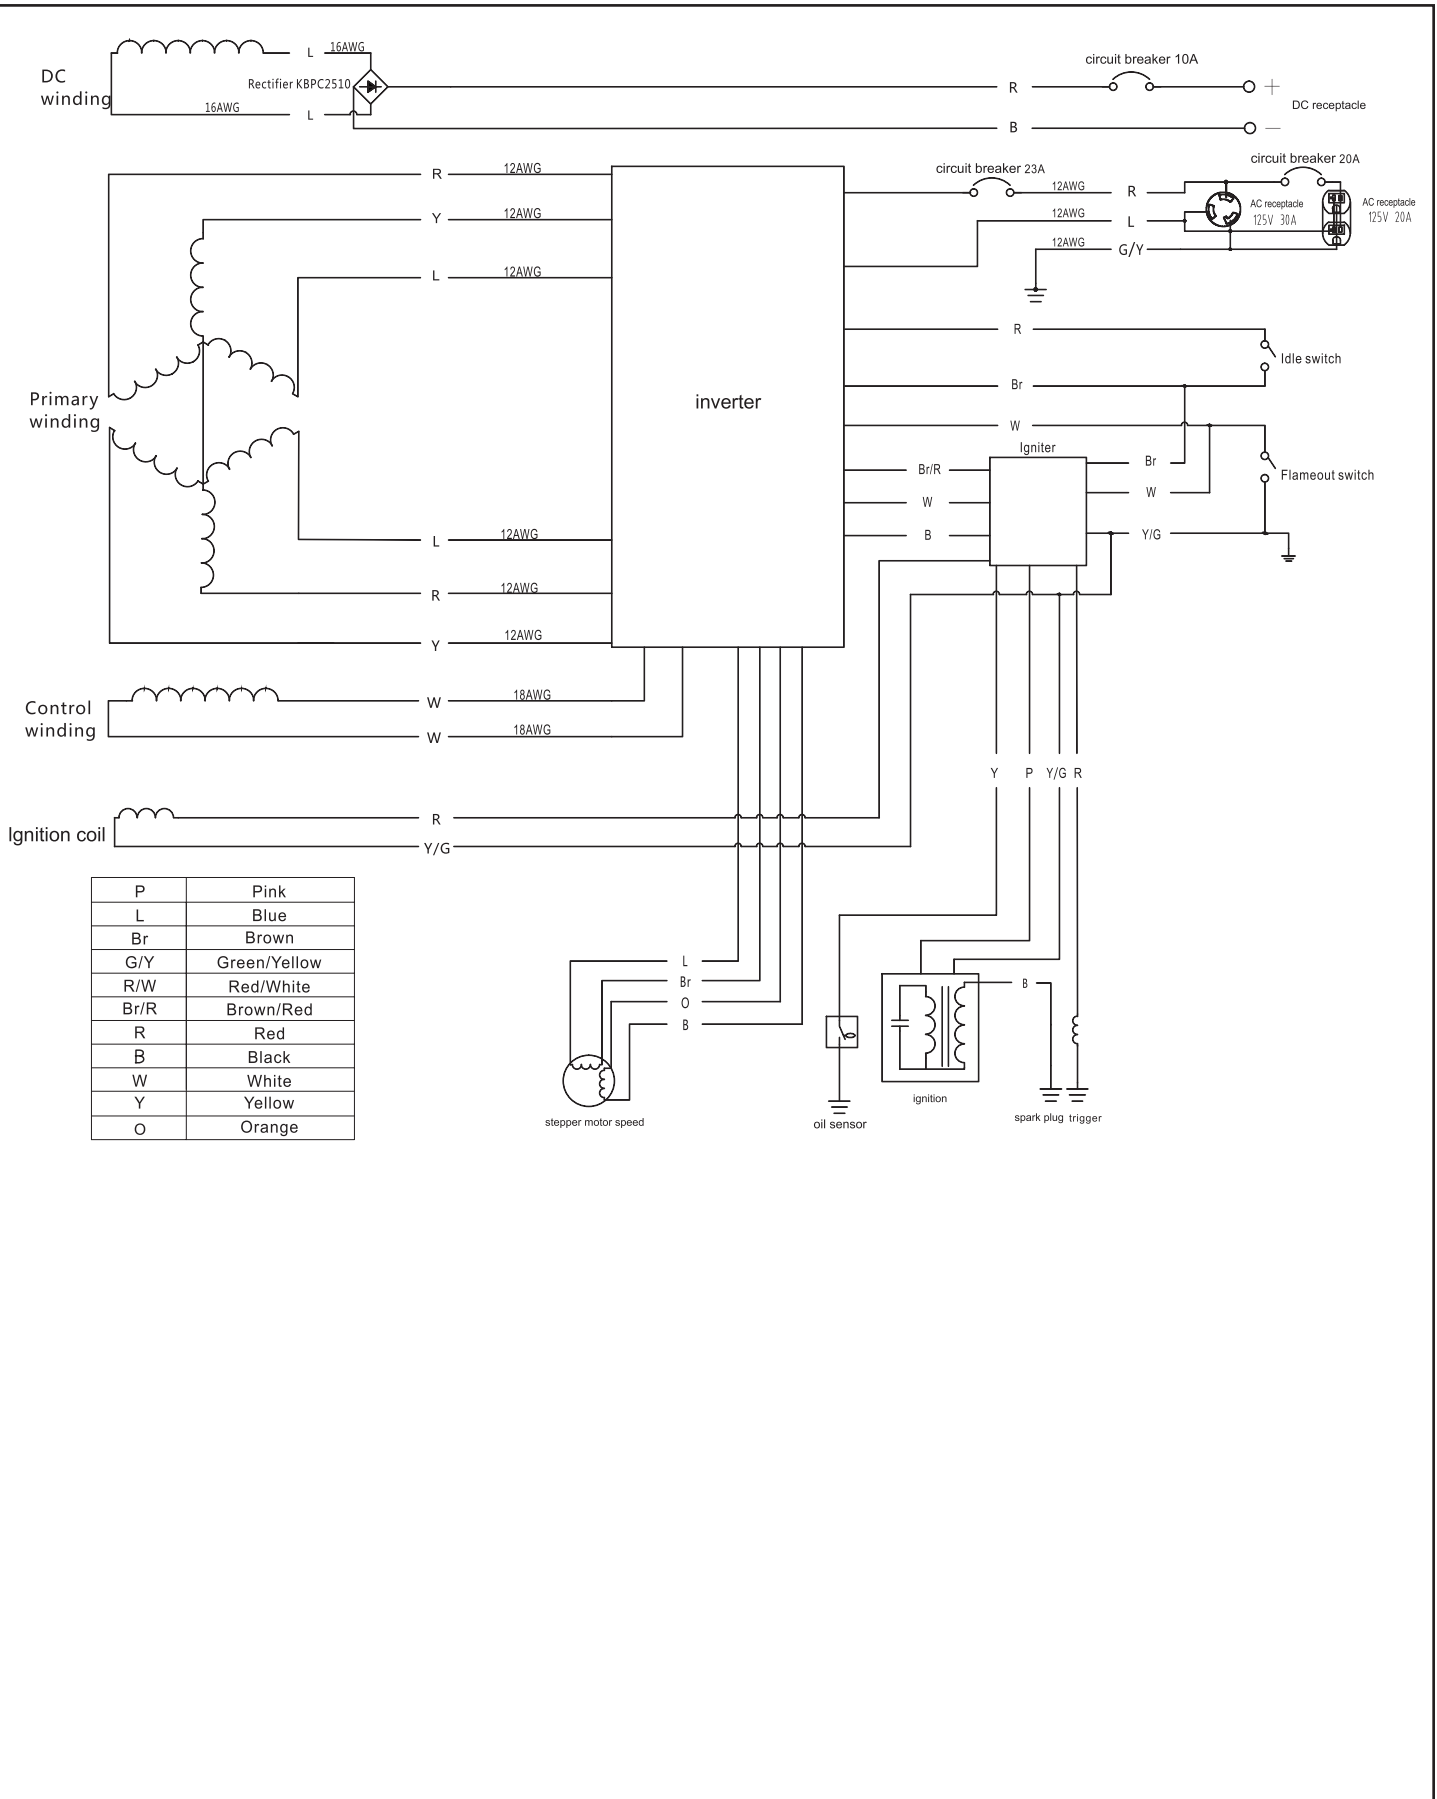 L 16AWG
circuit breaker 10A
DC
winding
Rectifier KBPC2510
R
+
DC receptacle
16AWG
L
B
—
circuit breaker 20A
R 12AWG
circuit breaker 23A
12AWG R
AC receptacle
125V 30A
AC receptacle
125V 20A
Y 12AWG
12AWG L
12AWG G/Y
L 12AWG
R
Idle switch
Br
Primary
winding
inverter
W
Igniter
Br/R
Br
Flameout switch
W
W
B
Y/G
L 12AWG
R 12AWG
Y 12AWG
Control
winding
W 18AWG
W 18AWG
Y P Y/G R
Ignition coil
R
Y/G
P Pink
L Blue
Br Brown
G/Y Green/Yellow
R/W Red/White
Br/R Brown/Red
R Red
B Black
W White
Y Yellow
O Orange
L
Br
O
B
B
stepper motor speed
oil sensor
ignition
spark plug
trigger